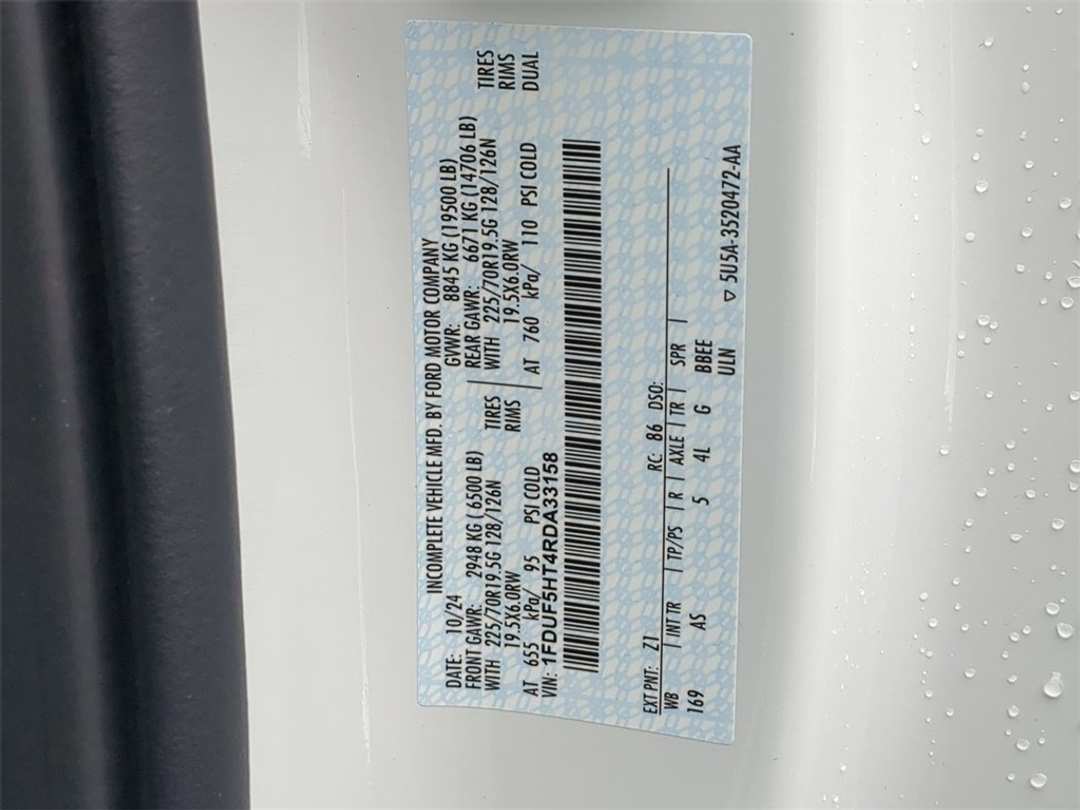 INCOMPLETE VEHICLE MFD. BY FORD MOTOR COMPANY
DATE: 10/24 GVWR: 8845 KG (19500 LB)
FRONT GAWR: 2948 KG ( 6500 LB) REAR GAWR: 6671 KG (14706 LB)
WITH 225/70R19.5G 128/126N TIRES WITH 225/70R19.5G 128/126N TIRES
19.5X6.0RW RIMS 19.5X6.0RW RIMS
AT 655 kPa/ 95 PSI COLD AT 760 kPa/ 110 PSI COLD DUAL
VIN: 1FDUF5HT4RDA33158
EXT PNT: Z1 RC: 86 DSO:
WB | INT TR | TP/PS | R | AXLE | TR | SPR |
169 AS 5 4L G BBEE
ULN ▽ 5U5A-3520472-AA